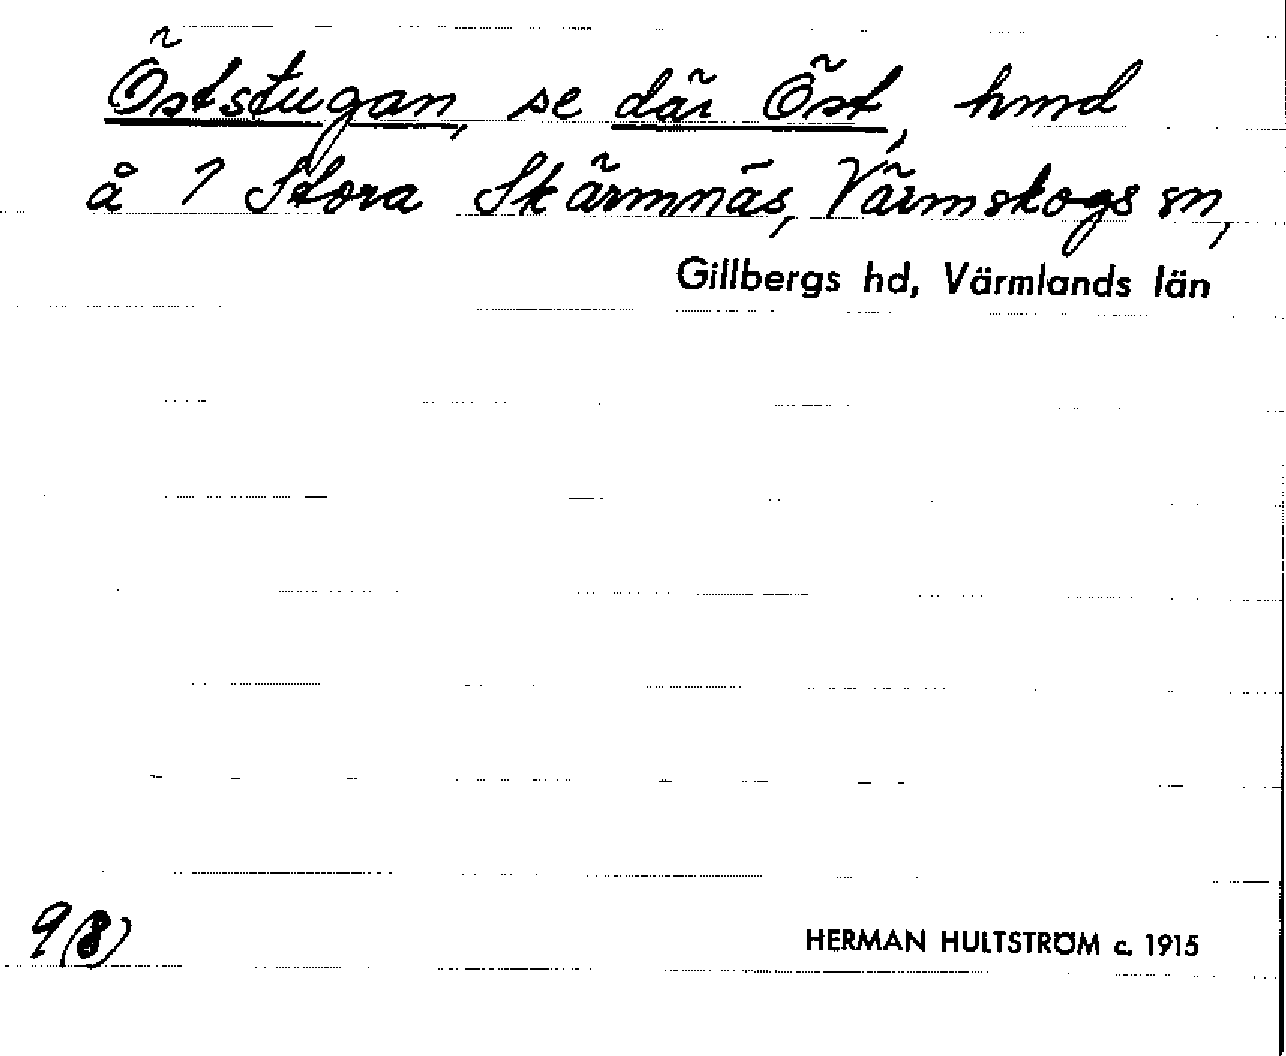 Öststugan, se där Öst, hmd
å 1 Stora Skärmnäs, Värmskogs sn,
Gillbergs hd, Värmlands län
9(8)
HERMAN HULTSTRÖM c. 1915